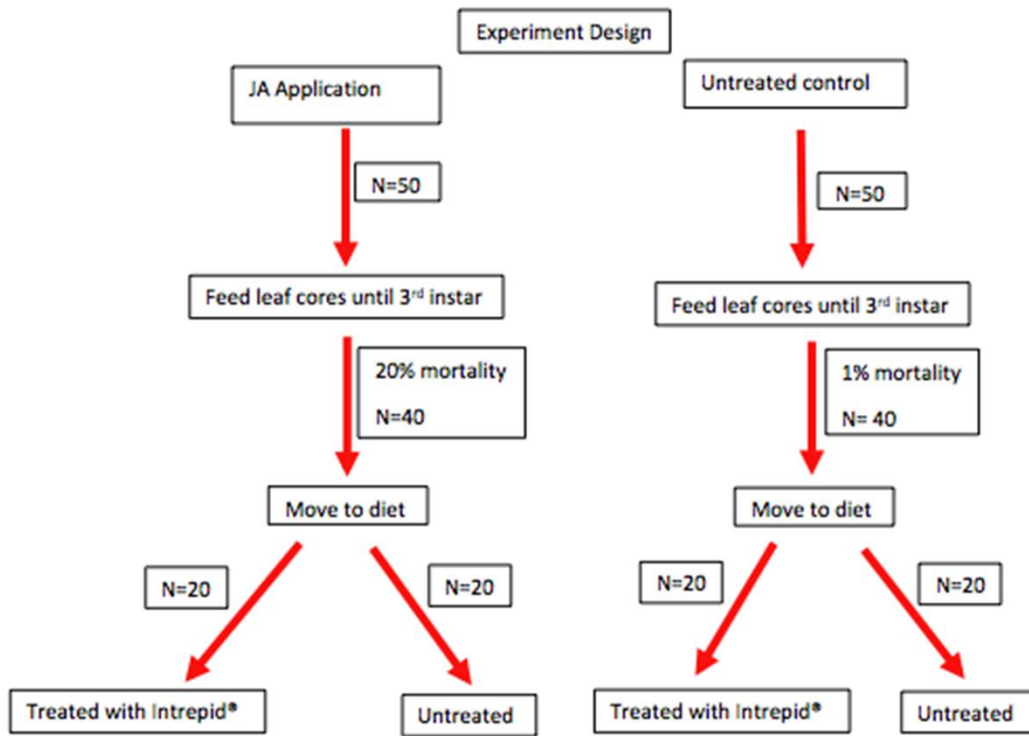 Experiment Design
JA Application
Untreated control
N=50
N=50
Feed leaf cores until 3rd instar
Feed leaf cores until 3rd instar
20% mortality
N=40
1% mortality
N= 40
Move to diet
Move to diet
N=20
N=20
N=20
N=20
Treated with Intrepid®
Untreated
Treated with Intrepid®
Untreated